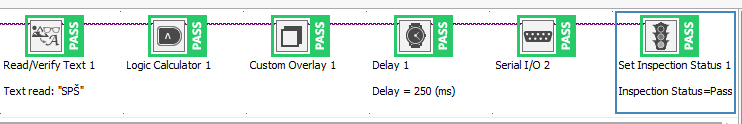 PASS PASS PASS PASS PASS PASS
Read/Verify Text 1 Logic Calculator 1 Custom Overlay 1 Delay 1 Serial I/O 2 Set Inspection Status 1
Text read: "SPŠ" Delay = 250 (ms) Inspection Status=Pass